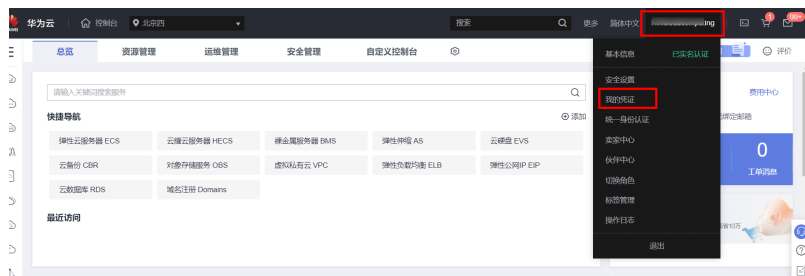 华为云 控制台 北京四 搜索 更多 简体中文 99+
总览 资源管理 运维管理 安全管理 自定义控制台 评价
基本信息 已实名认证
请输入关键词搜索服务
安全设置
费用中心
我的凭证
快捷导航 添加
统一身份认证
绑定邮箱
弹性云服务器 ECS 云耀云服务器 HECS 裸金属服务器 BMS 弹性伸缩 AS 云硬盘 EVS
卖家中心
0
云备份 CBR 对象存储服务 OBS 虚拟私有云 VPC 弹性负载均衡 ELB 弹性公网IP EIP
伙伴中心
工单消息
云数据库 RDS 域名注册 Domains
切换角色
标签管理
最近访问
操作日志
省10万
退出